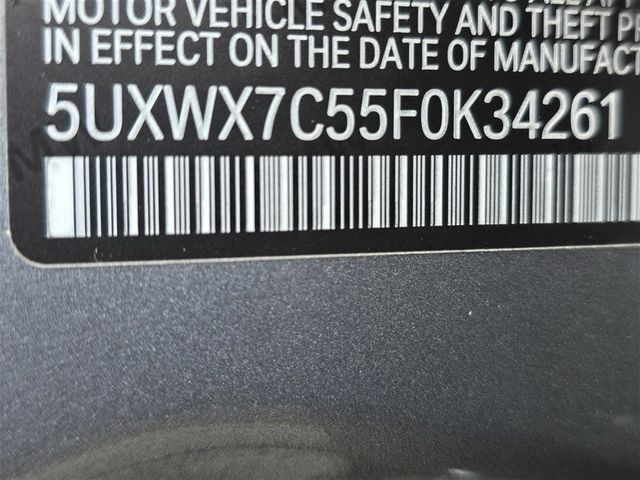 MOTOR VEHICLE SAFETY AND THEFT
IN EFFECT ON THE DATE OF MANUFACT
5UXWX7C55F0K34261